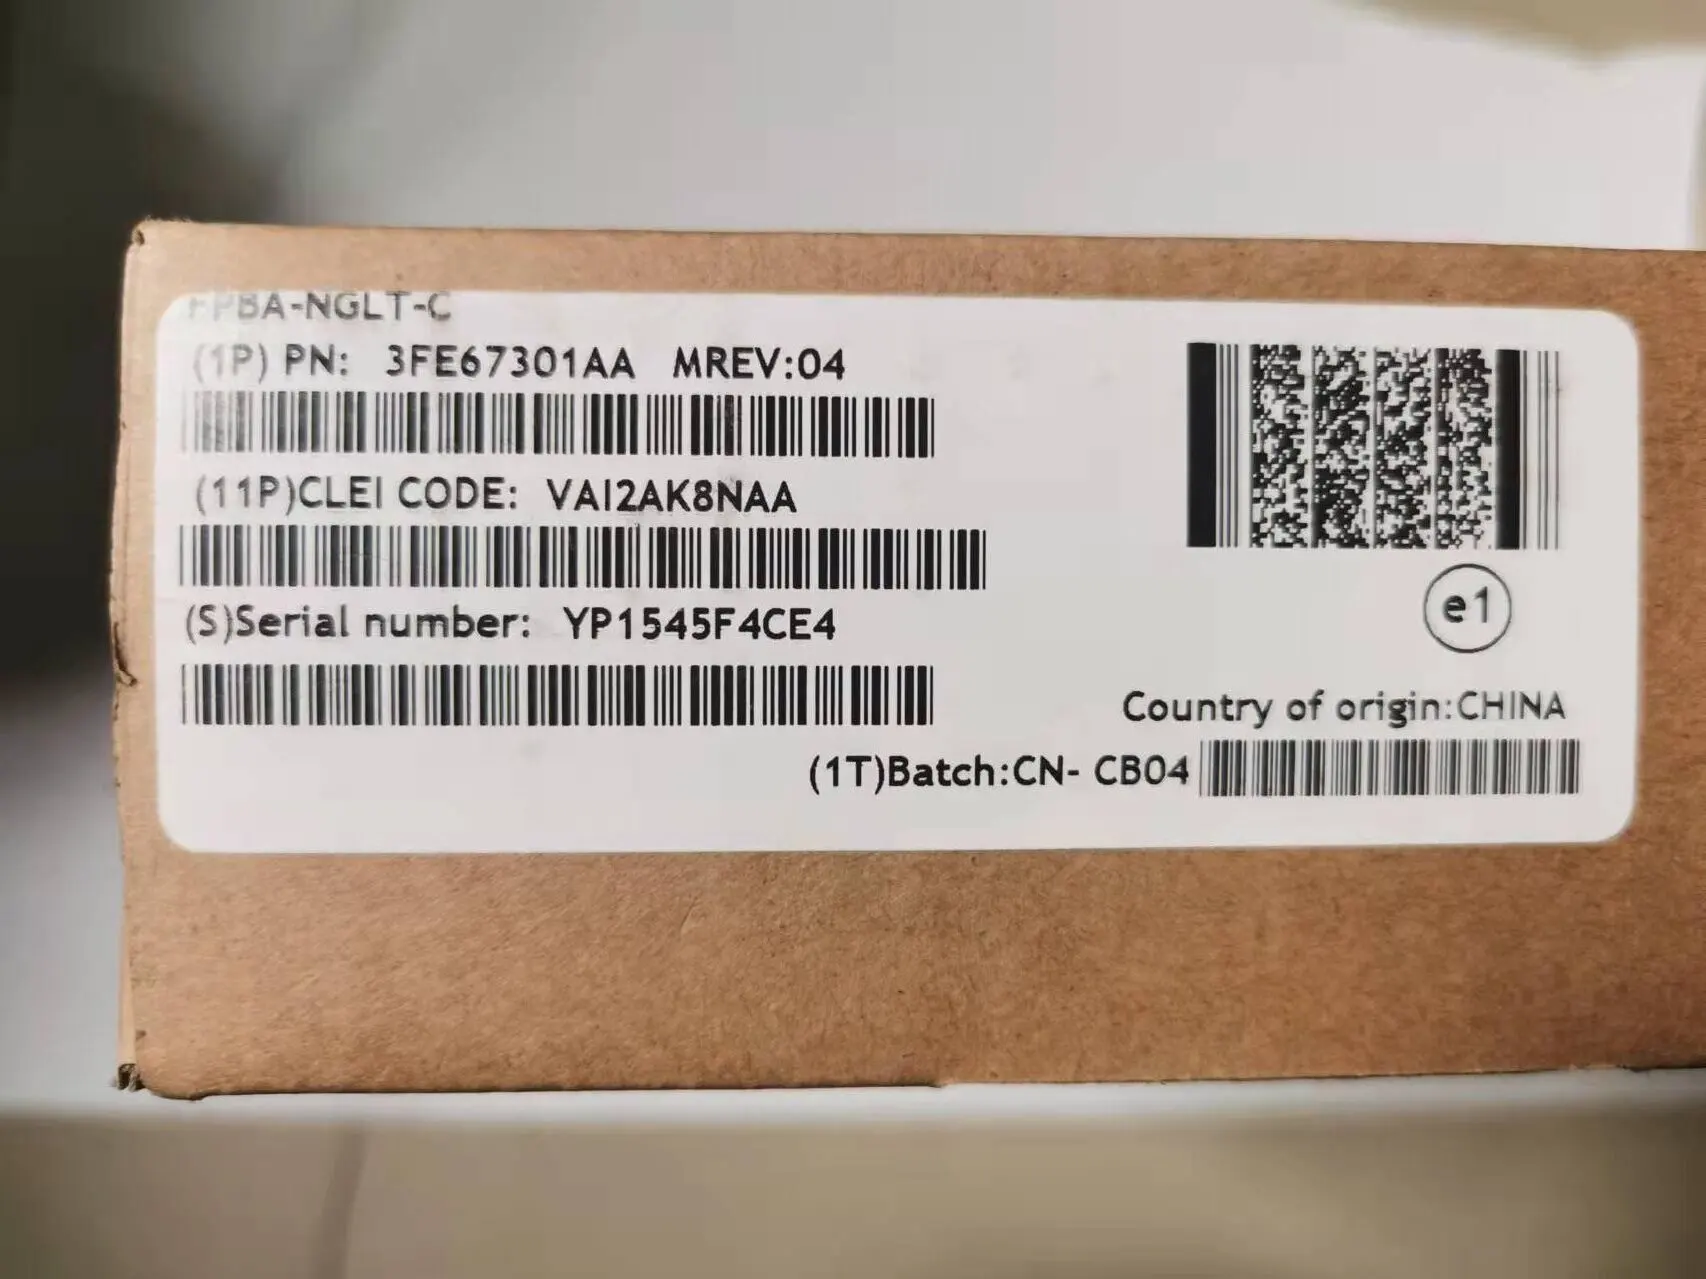 FPBA-NGLT-C
(1P) PN: 3FE67301AA MREV:04
(11P)CLEI CODE: VAI2AK8NAA
(S)Serial number: YP1545F4CE4
e1
Country of origin:CHINA
(1T)Batch:CN- CB04